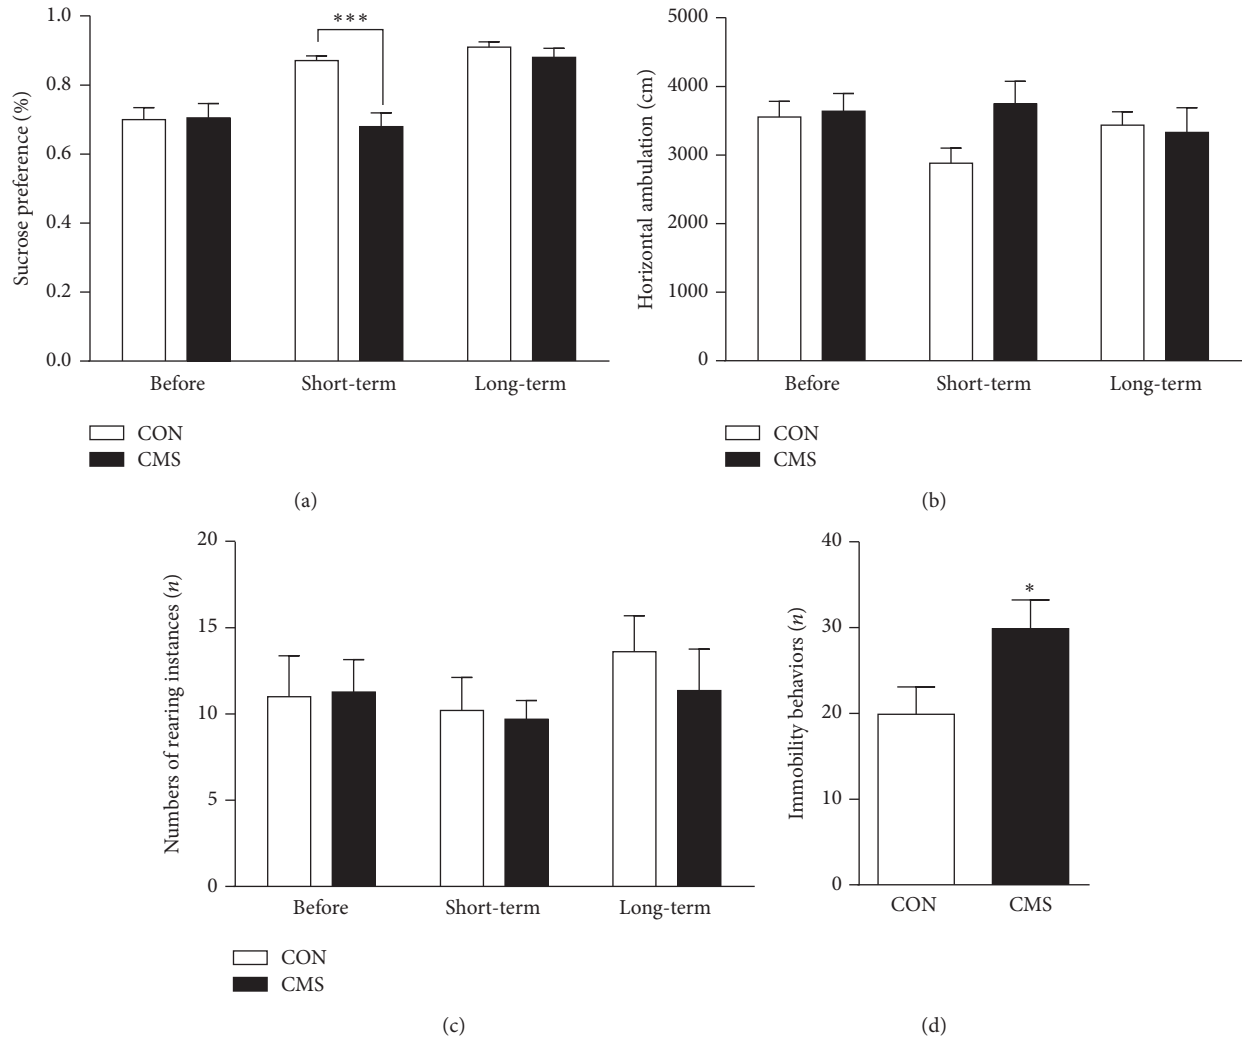 Sucrose preference (%)
1.0
0.8
0.6
0.4
0.2
0.0
***
Before Short-term Long-term
CON
CMS
(a)
Horizontal ambulation (cm)
5000
4000
3000
2000
1000
0
Before Short-term Long-term
CON
CMS
(b)
Numbers of rearing instances (n)
20
15
10
5
0
Before Short-term Long-term
CON
CMS
(c)
Immobility behaviors (n)
40
30
20
10
0
*
CON CMS
(d)